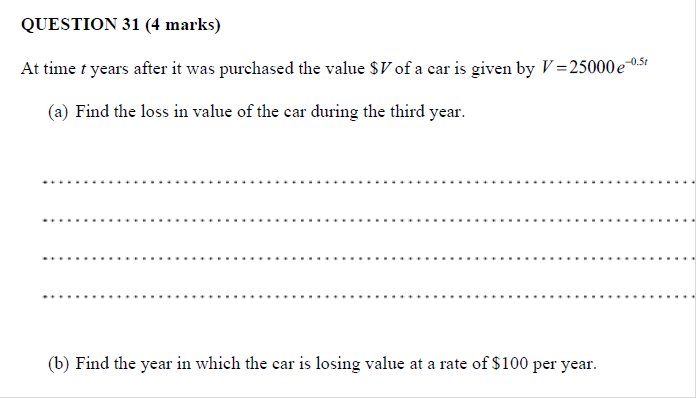 QUESTION 31 (4 marks)
At time t years after it was purchased the value $V of a car is given by V = 25000e^{-0.5t}
(a) Find the loss in value of the car during the third year.
(b) Find the year in which the car is losing value at a rate of $100 per year.